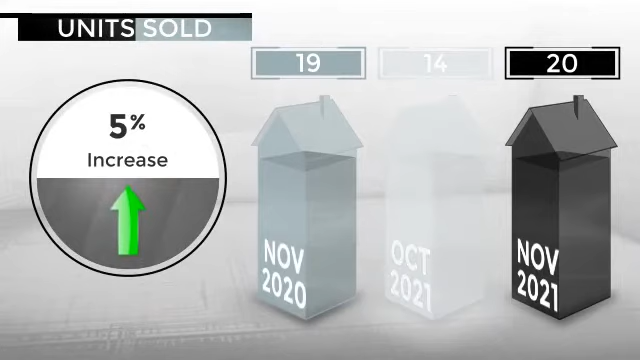 UNITS SOLD
19
14
20
5%
Increase
NOV
2020
OCT
2021
NOV
2021